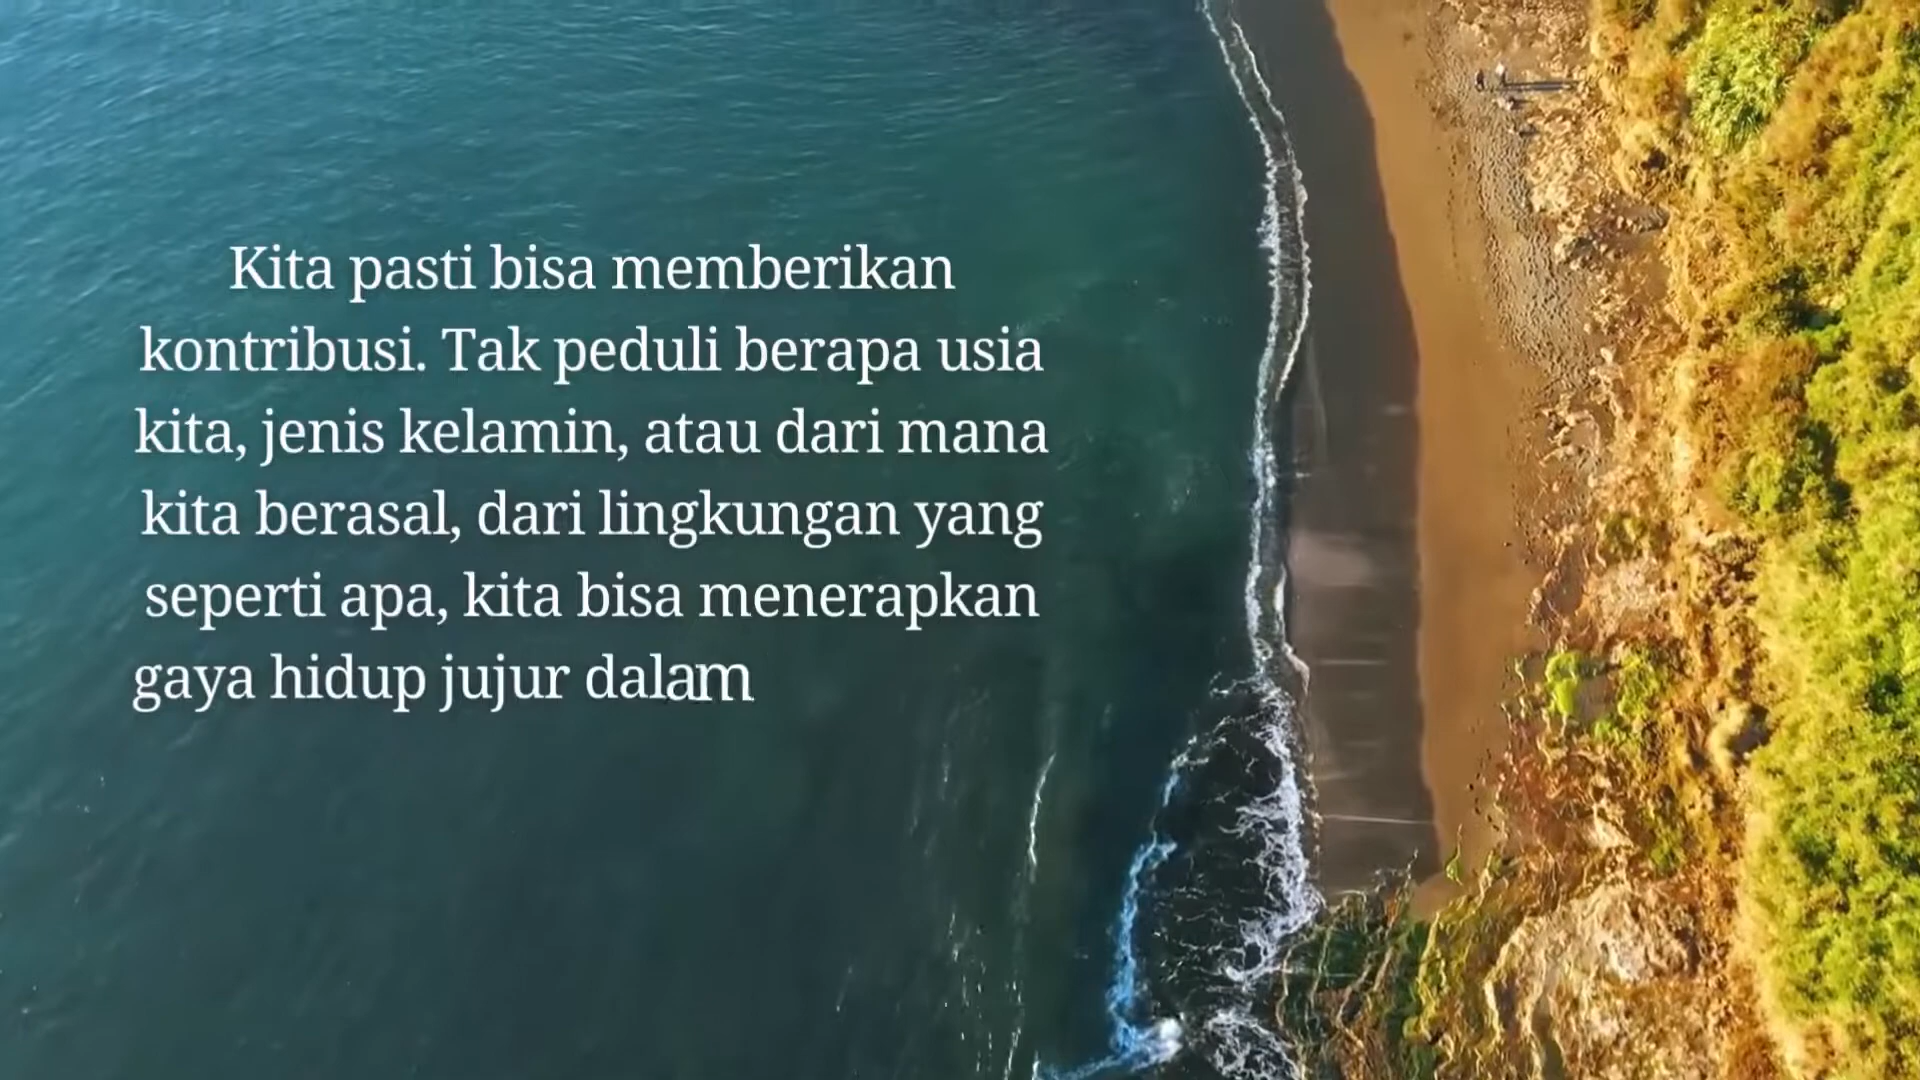 Kita pasti bisa memberikan
kontribusi. Tak peduli berapa usia
kita, jenis kelamin, atau dari mana
kita berasal, dari lingkungan yang
seperti apa, kita bisa menerapkan
gaya hidup jujur dalam